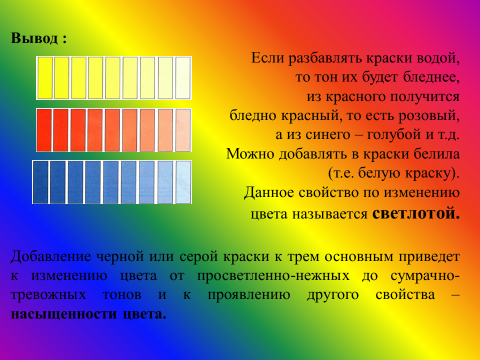 Вывод :
Если разбавлять краски водой,
то тон их будет бледнее,
из красного получится
бледно красный, то есть розовый,
а из синего – голубой и т.д.
Можно добавлять в краски белила
(т.е. белую краску).
Данное свойство по изменению
цвета называется светлотой.
Добавление черной или серой краски к трем основным приведет
к изменению цвета от просветленно-нежных до сумрачно-
тревожных тонов и к проявлению другого свойства –
насыщенности цвета.